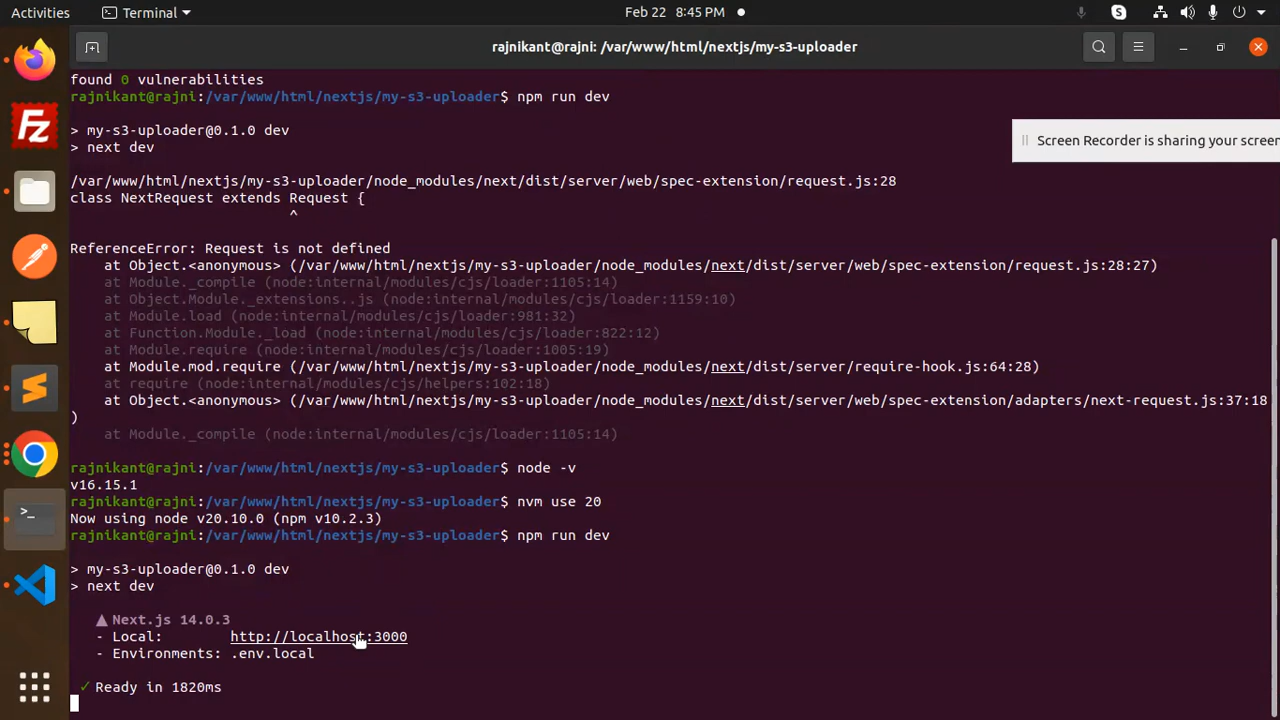 Activities
Terminal
Feb 22 8:45 PM
rajnikant@rajni: /var/www/html/nextjs/my-s3-uploader
Screen Recorder is sharing your screen
found 0 vulnerabilities
rajnikant@rajni:/var/www/html/nextjs/my-s3-uploader$ npm run dev
> my-s3-uploader@0.1.0 dev
> next dev
/var/www/html/nextjs/my-s3-uploader/node_modules/next/dist/server/web/spec-extension/request.js:28
class NextRequest extends Request {
^
ReferenceError: Request is not defined
at Object.<anonymous> (/var/www/html/nextjs/my-s3-uploader/node_modules/next/dist/server/web/spec-extension/request.js:28:27)
at Module._compile (node:internal/modules/cjs/loader:1105:14)
at Object.Module._extensions..js (node:internal/modules/cjs/loader:1159:10)
at Module.load (node:internal/modules/cjs/loader:981:32)
at Function.Module._load (node:internal/modules/cjs/loader:822:12)
at Module.require (node:internal/modules/cjs/loader:1005:19)
at Module.mod.require (/var/www/html/nextjs/my-s3-uploader/node_modules/next/dist/server/require-hook.js:64:28)
at require (node:internal/modules/cjs/helpers:102:18)
at Object.<anonymous> (/var/www/html/nextjs/my-s3-uploader/node_modules/next/dist/server/web/spec-extension/adapters/next-request.js:37:18
)
at Module._compile (node:internal/modules/cjs/loader:1105:14)
rajnikant@rajni:/var/www/html/nextjs/my-s3-uploader$ node -v
v16.15.1
rajnikant@rajni:/var/www/html/nextjs/my-s3-uploader$ nvm use 20
Now using node v20.10.0 (npm v10.2.3)
rajnikant@rajni:/var/www/html/nextjs/my-s3-uploader$ npm run dev
> my-s3-uploader@0.1.0 dev
> next dev
▲ Next.js 14.0.3
- Local: http://localhost:3000
- Environments: .env.local
✓ Ready in 1820ms